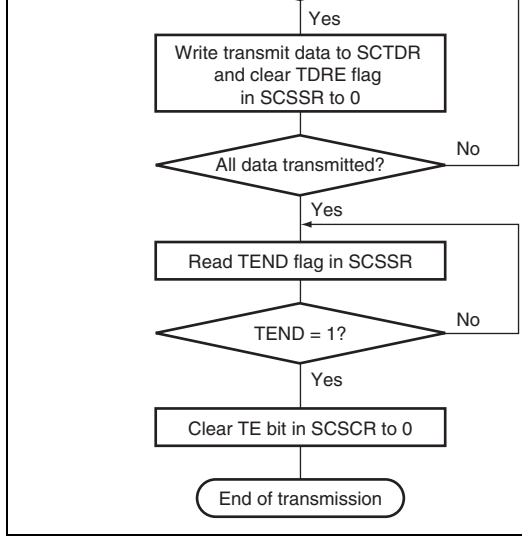 Yes
Write transmit data to SCTDR
and clear TDRE flag
in SCSSR to 0
All data transmitted?
No
Yes
Read TEND flag in SCSSR
TEND = 1?
No
Yes
Clear TE bit in SCSCR to 0
End of transmission